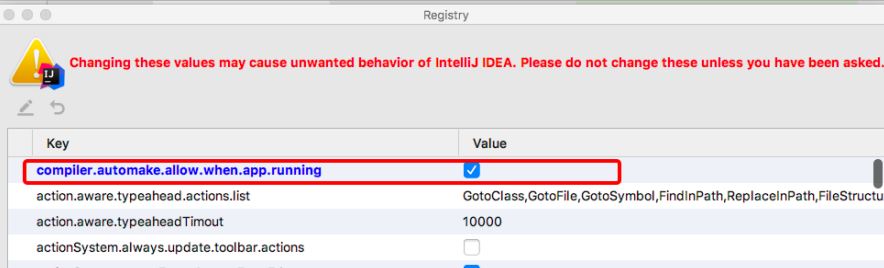 Registry
Changing these values may cause unwanted behavior of IntelliJ IDEA. Please do not change these unless you have been asked.
IJ
Key Value
compiler.automake.allow.when.app.running
action.aware.typeahead.actions.list GotoClass,GotoFile,GotoSymbol,FindInPath,ReplaceInPath,FileStructu
action.aware.typeaheadTimout 10000
actionSystem.always.update.toolbar.actions